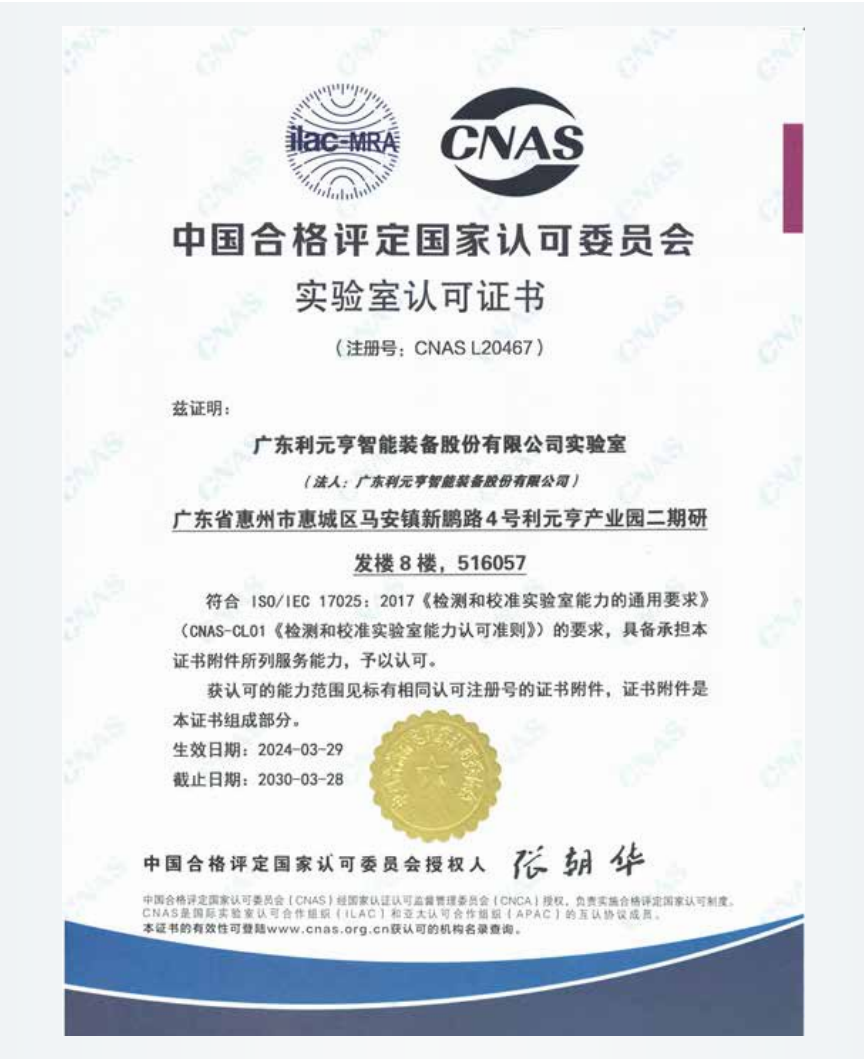 ilac-MRA
CNAS
中国合格评定国家认可委员会
实验室认可证书
（注册号：CNAS L20467）
兹证明：
广东利元亨智能装备股份有限公司实验室
（法人：广东利元亨智能装备股份有限公司）
广东省惠州市惠城区马安镇新鹏路4号利元亨产业园二期研
发楼8楼，516057
符合 ISO/IEC 17025：2017《检测和校准实验室能力的通用要求》
（CNAS-CL01《检测和校准实验室能力认可准则》）的要求，具备承担本
证书附件所列服务能力，予以认可。
获认可的能力范围见标有相同认可注册号的证书附件，证书附件是
本证书组成部分。
生效日期：2024-03-29
截止日期：2030-03-28
中国合格评定国家认可委员会授权人 张朝华
中国合格评定国家认可委员会（CNAS）经国家认证认可监督管理委员会（CNCA）授权，负责实施合格评定国家认可制度。
CNAS是国际实验室认可合作组织（ILAC）和亚太认可合作组织（APAC）的互认协议成员。
本证书的有效性可登陆www.cnas.org.cn获认可的机构名录查询。